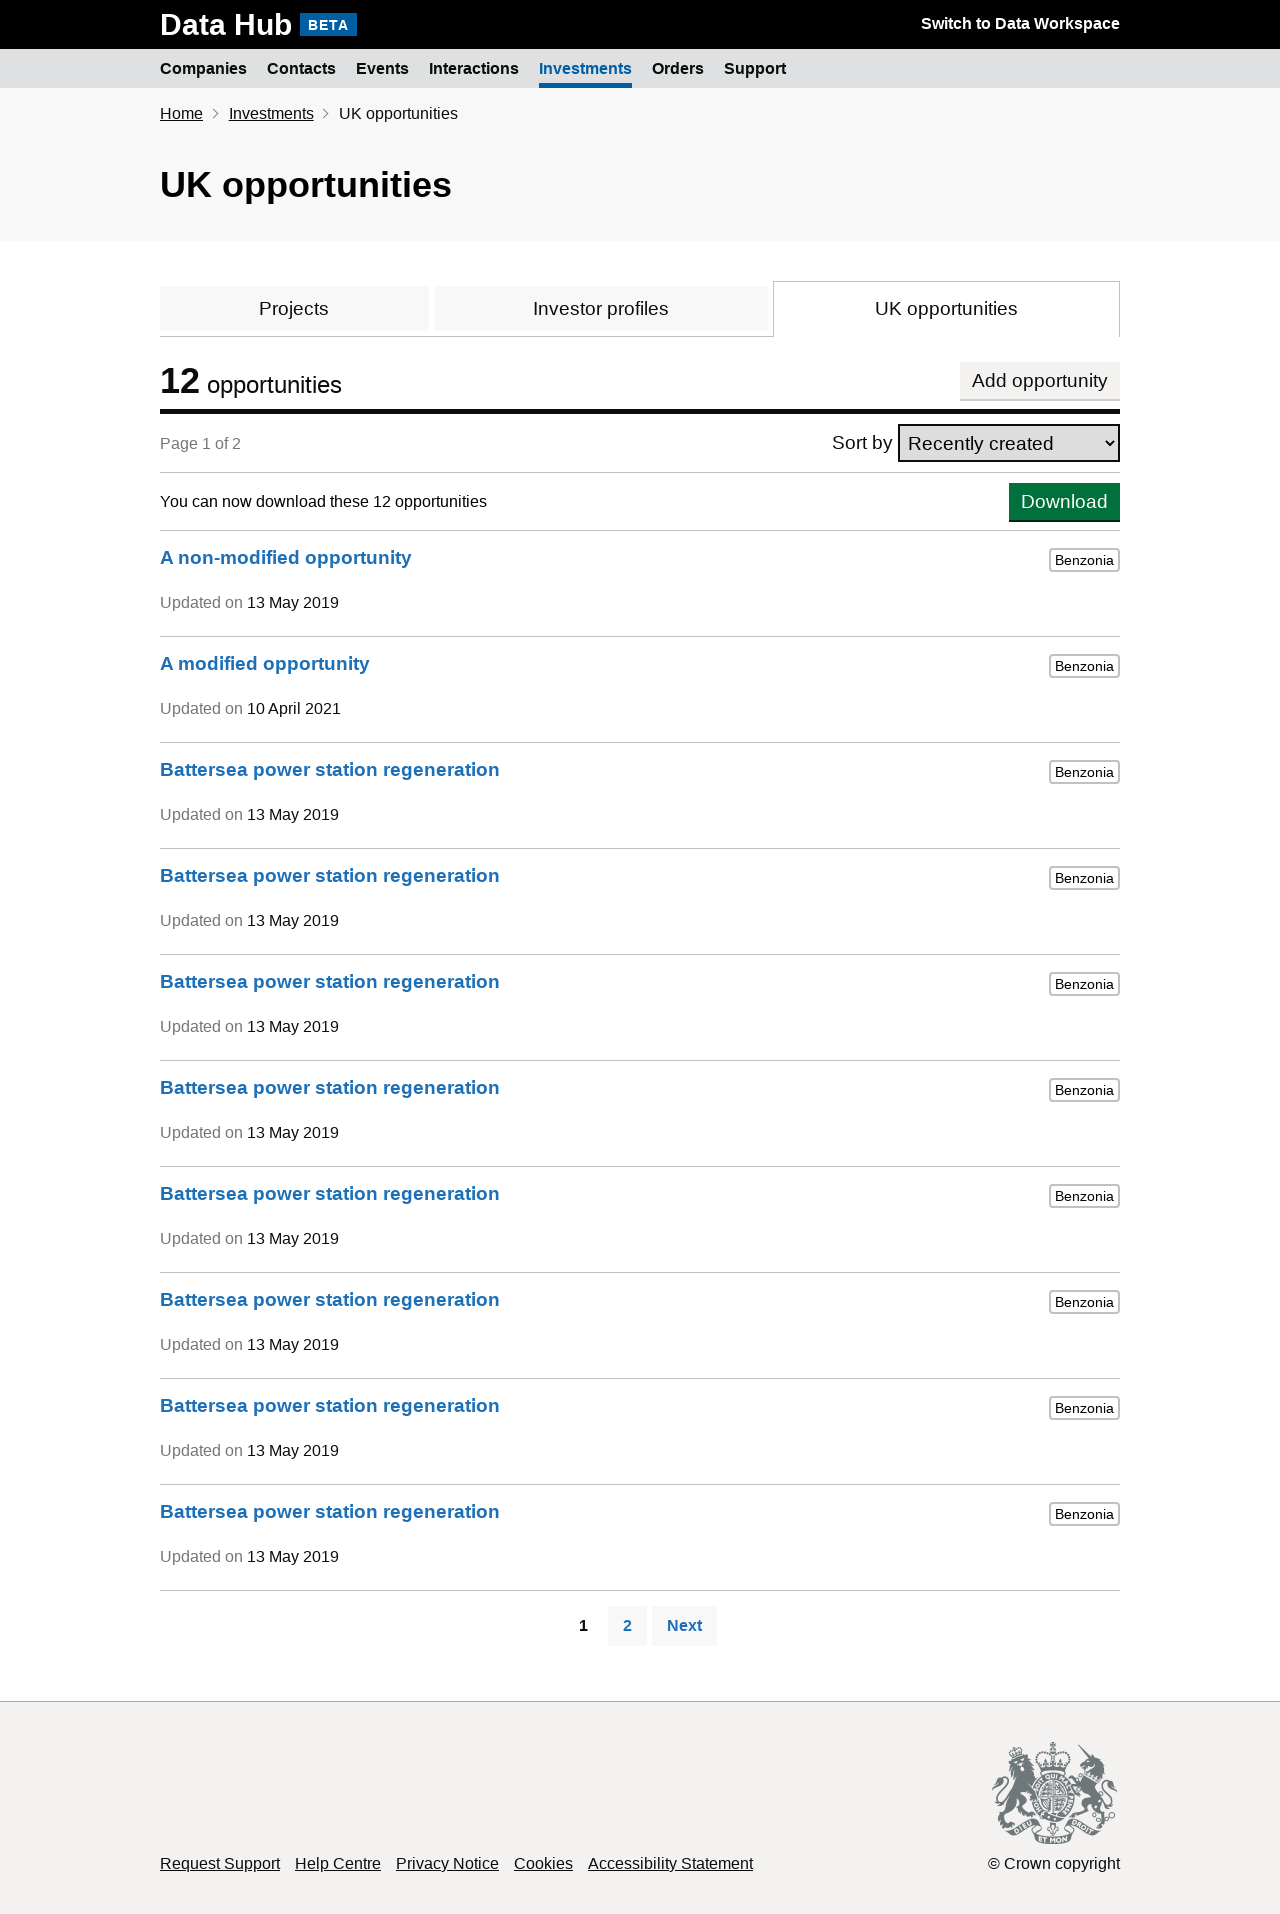 Data Hub BETA
Switch to Data Workspace
Companies Contacts Events Interactions Investments Orders Support
Home Investments UK opportunities
UK opportunities
Projects Investor profiles UK opportunities
12 opportunities
Add opportunity
Page 1 of 2
Sort by Recently created
You can now download these 12 opportunities
Download
A non-modified opportunity
Benzonia
Updated on 13 May 2019
A modified opportunity
Benzonia
Updated on 10 April 2021
Battersea power station regeneration
Benzonia
Updated on 13 May 2019
Battersea power station regeneration
Benzonia
Updated on 13 May 2019
Battersea power station regeneration
Benzonia
Updated on 13 May 2019
Battersea power station regeneration
Benzonia
Updated on 13 May 2019
Battersea power station regeneration
Benzonia
Updated on 13 May 2019
Battersea power station regeneration
Benzonia
Updated on 13 May 2019
Battersea power station regeneration
Benzonia
Updated on 13 May 2019
Battersea power station regeneration
Benzonia
Updated on 13 May 2019
1 2 Next
DIEU ET MON DROIT
Request Support Help Centre Privacy Notice Cookies Accessibility Statement
© Crown copyright